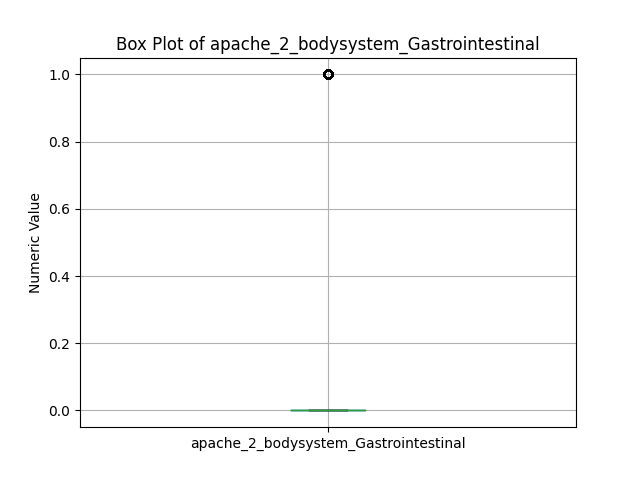 Box Plot of apache_2_bodysystem_Gastrointestinal
1.0
0.8
0.6
0.4
0.2
0.0
Numeric Value
apache_2_bodysystem_Gastrointestinal